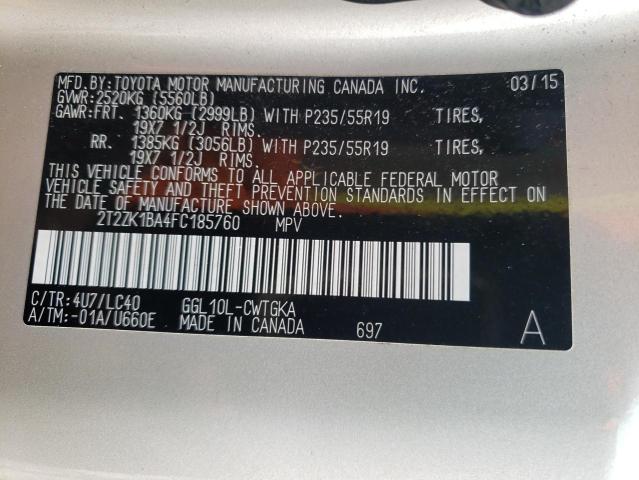 MFD.BY:TOYOTA MOTOR MANUFACTURING CANADA INC. 03/15
GVWR:2520KG (5560LB)
GAWR:FRT. 1360KG (2999LB) WITH P235/55R19 TIRES,
19X7 1/2J RIMS.
RR. 1385KG (3056LB) WITH P235/55R19 TIRES,
19X7 1/2J RIMS.
THIS VEHICLE CONFORMS TO ALL APPLICABLE FEDERAL MOTOR
VEHICLE SAFETY AND THEFT PREVENTION STANDARDS IN EFFECT ON
THE DATE OF MANUFACTURE SHOWN ABOVE.
2T2ZK1BA4FC185760 MPV
C/TR:4U7/LC40 GGL10L-CWTGKA
A/TM:-01A/U660E MADE IN CANADA 697 A